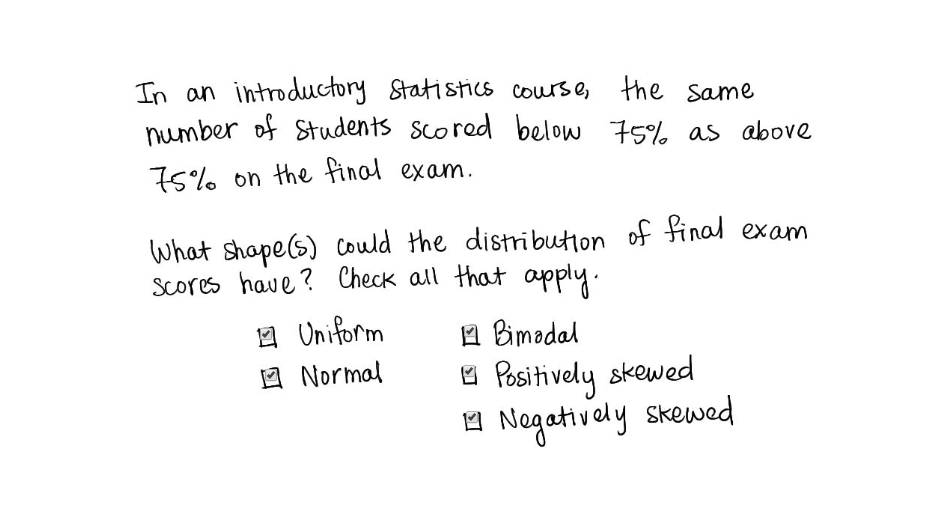 In an introductory Statistics course, the same
number of Students scored below 75% as above
75% on the final exam.
What shape(s) could the distribution of final exam
scores have? Check all that apply.
☑ Uniform ☑ Bimodal
☑ Normal ☑ Positively skewed
☑ Negatively skewed